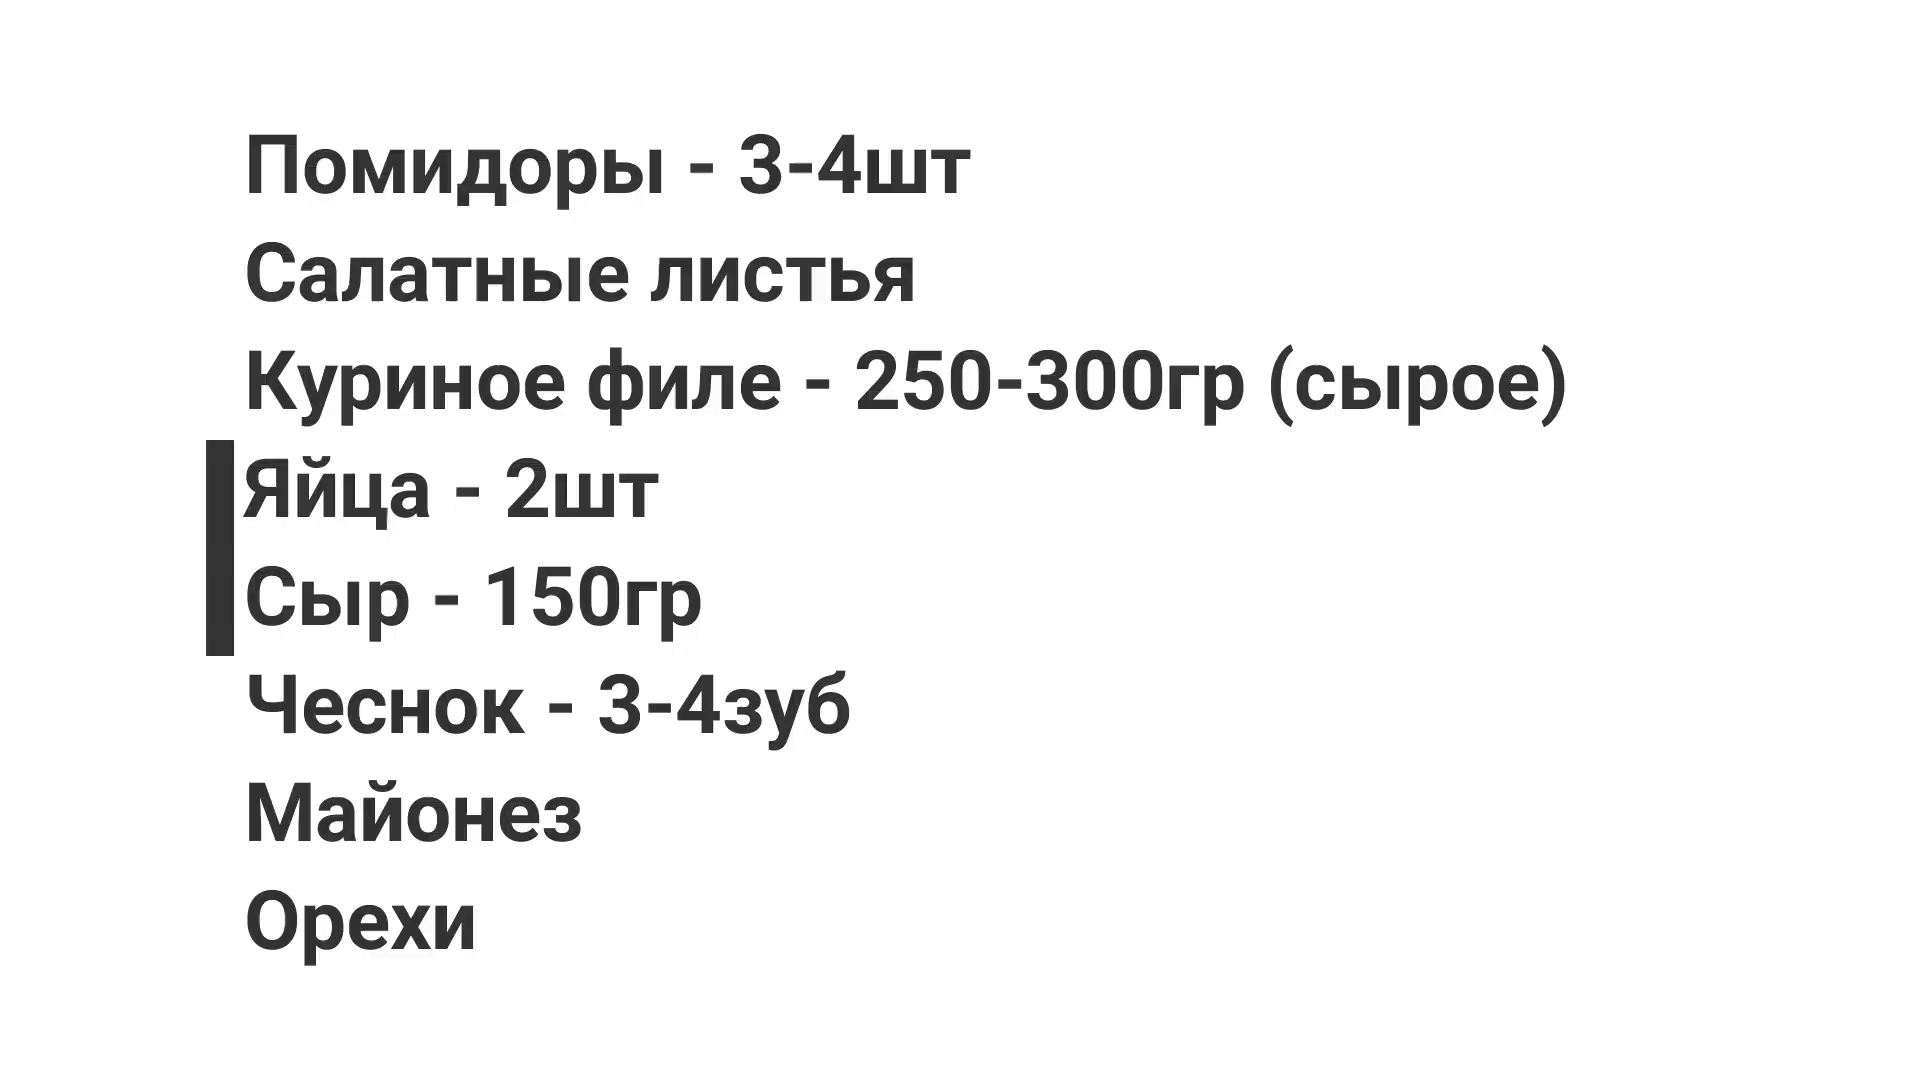 Помидоры - 3-4шт
Салатные листья
Куриное филе - 250-300гр (сырое)
Яйца - 2шт
Сыр - 150гр
Чеснок - 3-4зуб
Майонез
Орехи